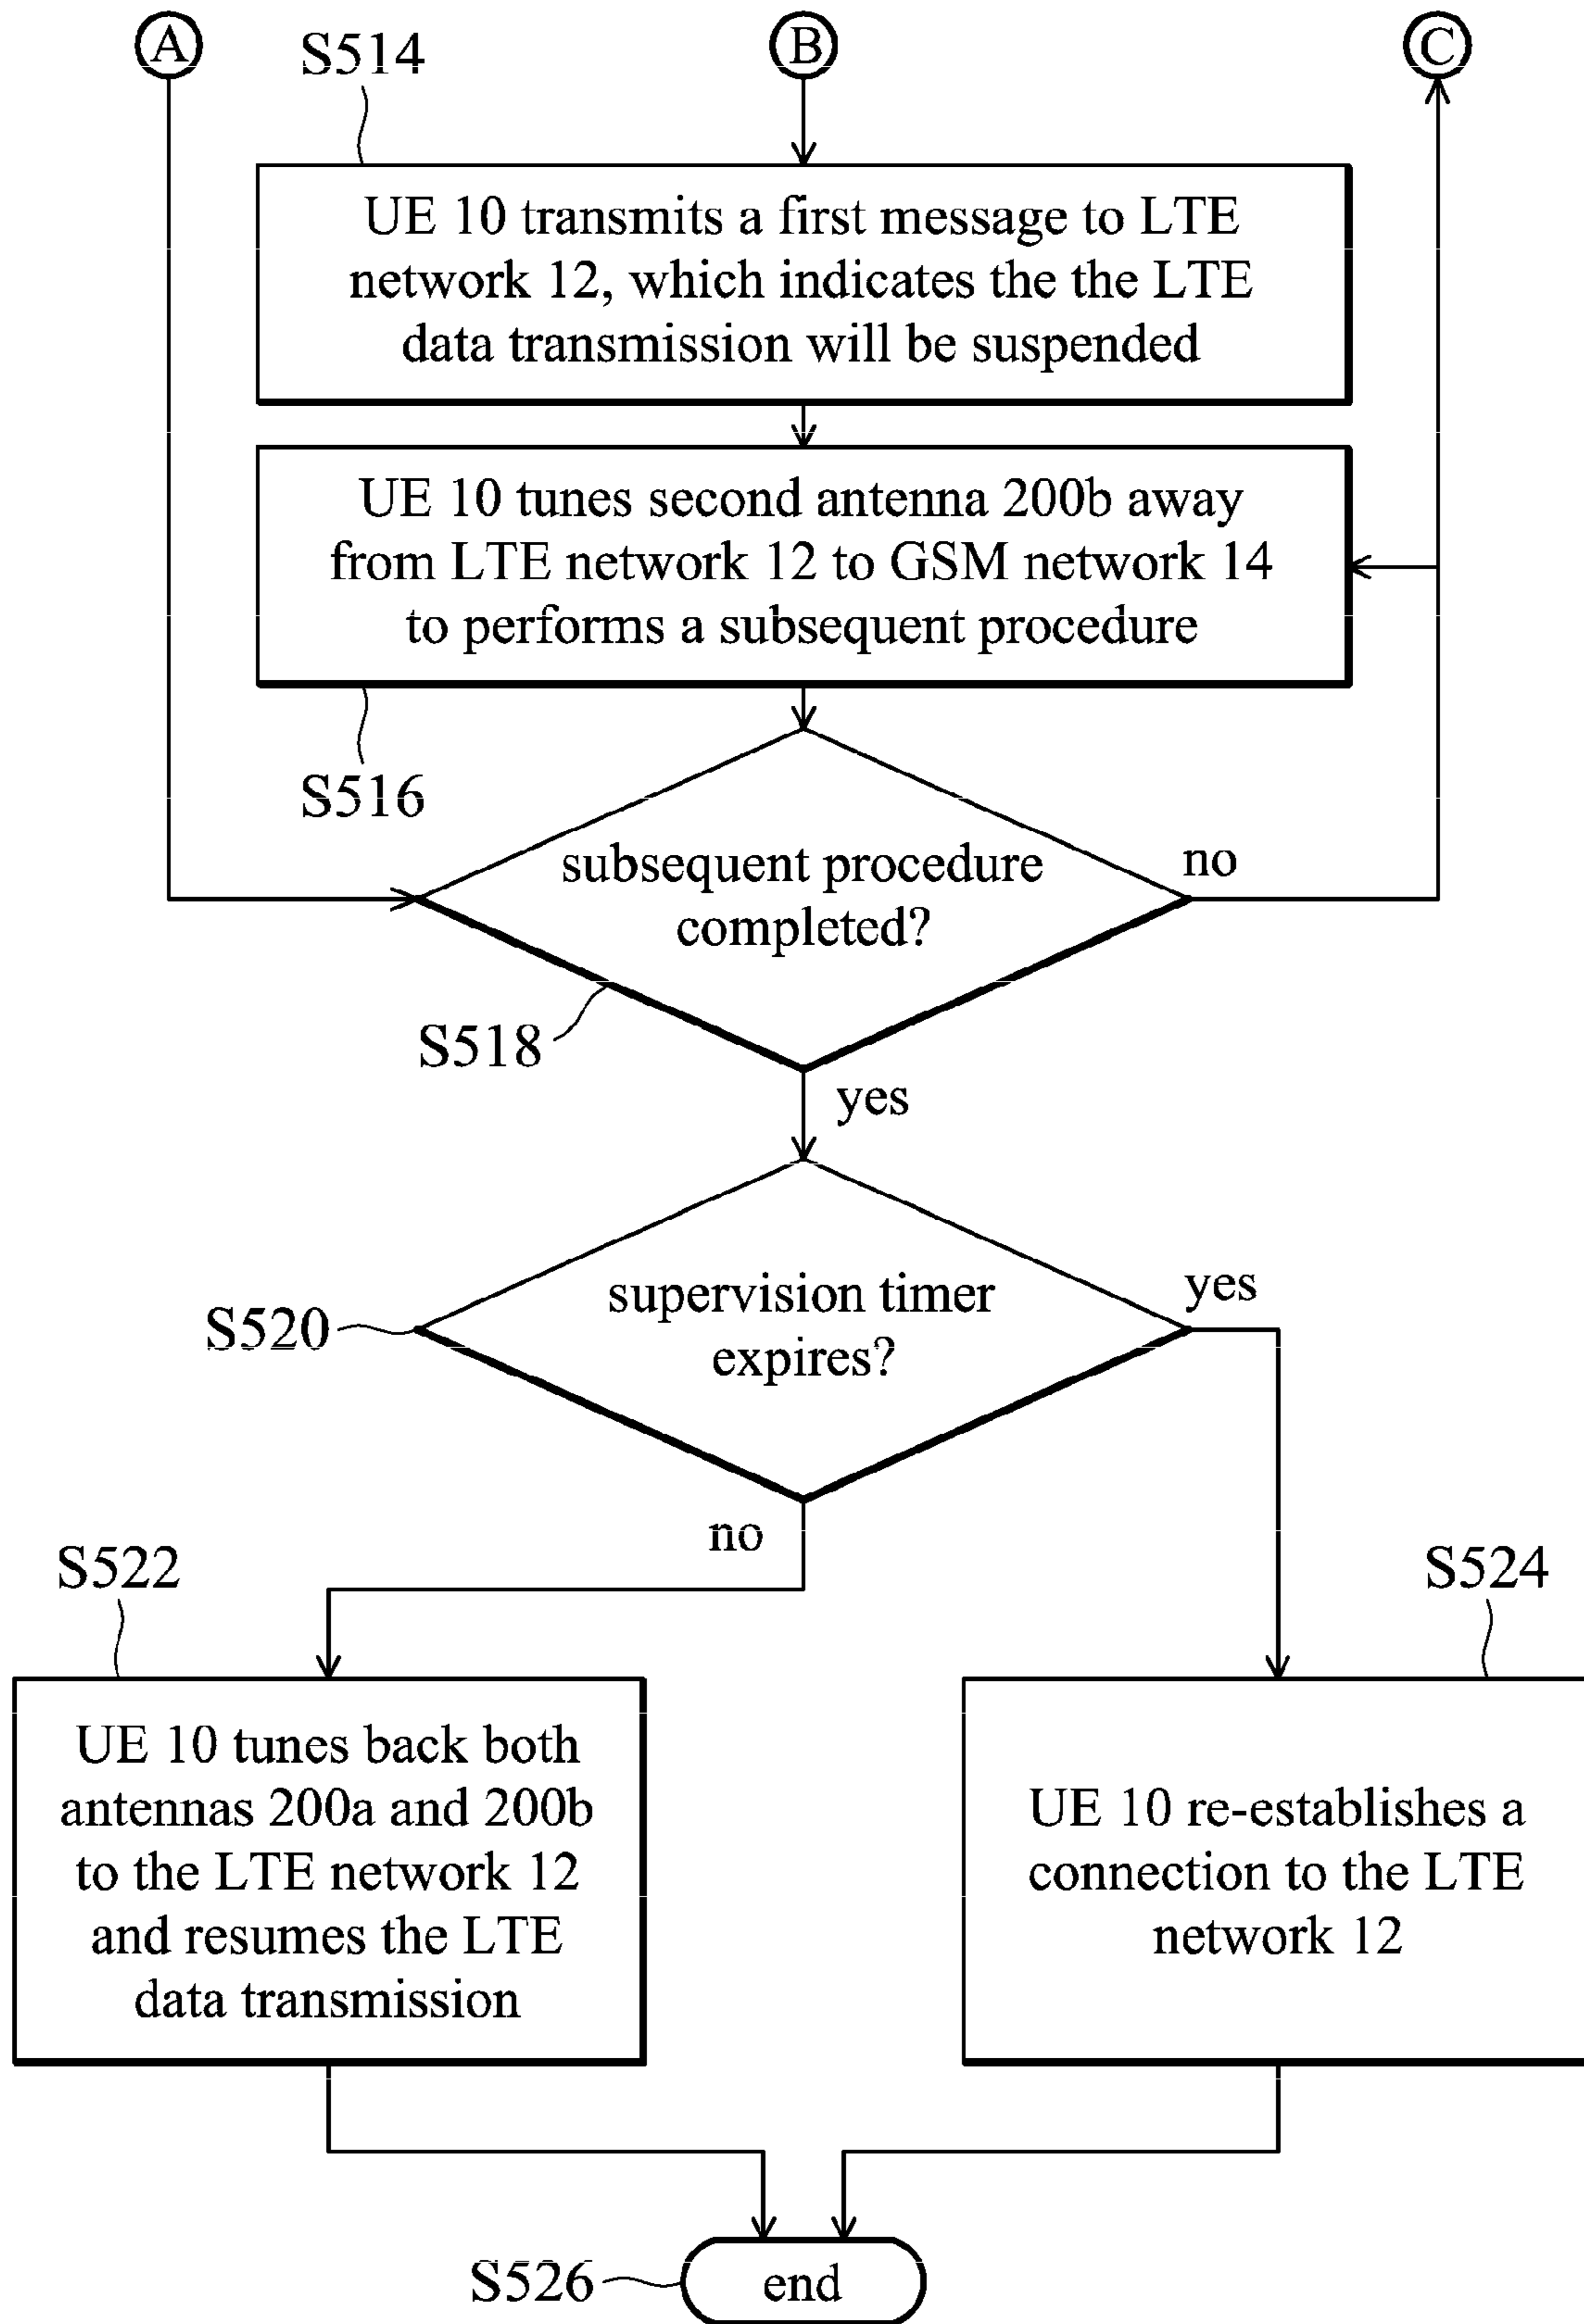 A
B
C
S514
UE 10 transmits a first message to LTE
network 12, which indicates the the LTE
data transmission will be suspended
UE 10 tunes second antenna 200b away
from LTE network 12 to GSM network 14
to performs a subsequent procedure
S516
subsequent procedure
completed?
no
S518
yes
supervision timer
expires?
yes
S520
no
S522
S524
UE 10 tunes back both
antennas 200a and 200b
to the LTE network 12
and resumes the LTE
data transmission
UE 10 re-establishes a
connection to the LTE
network 12
S526
end